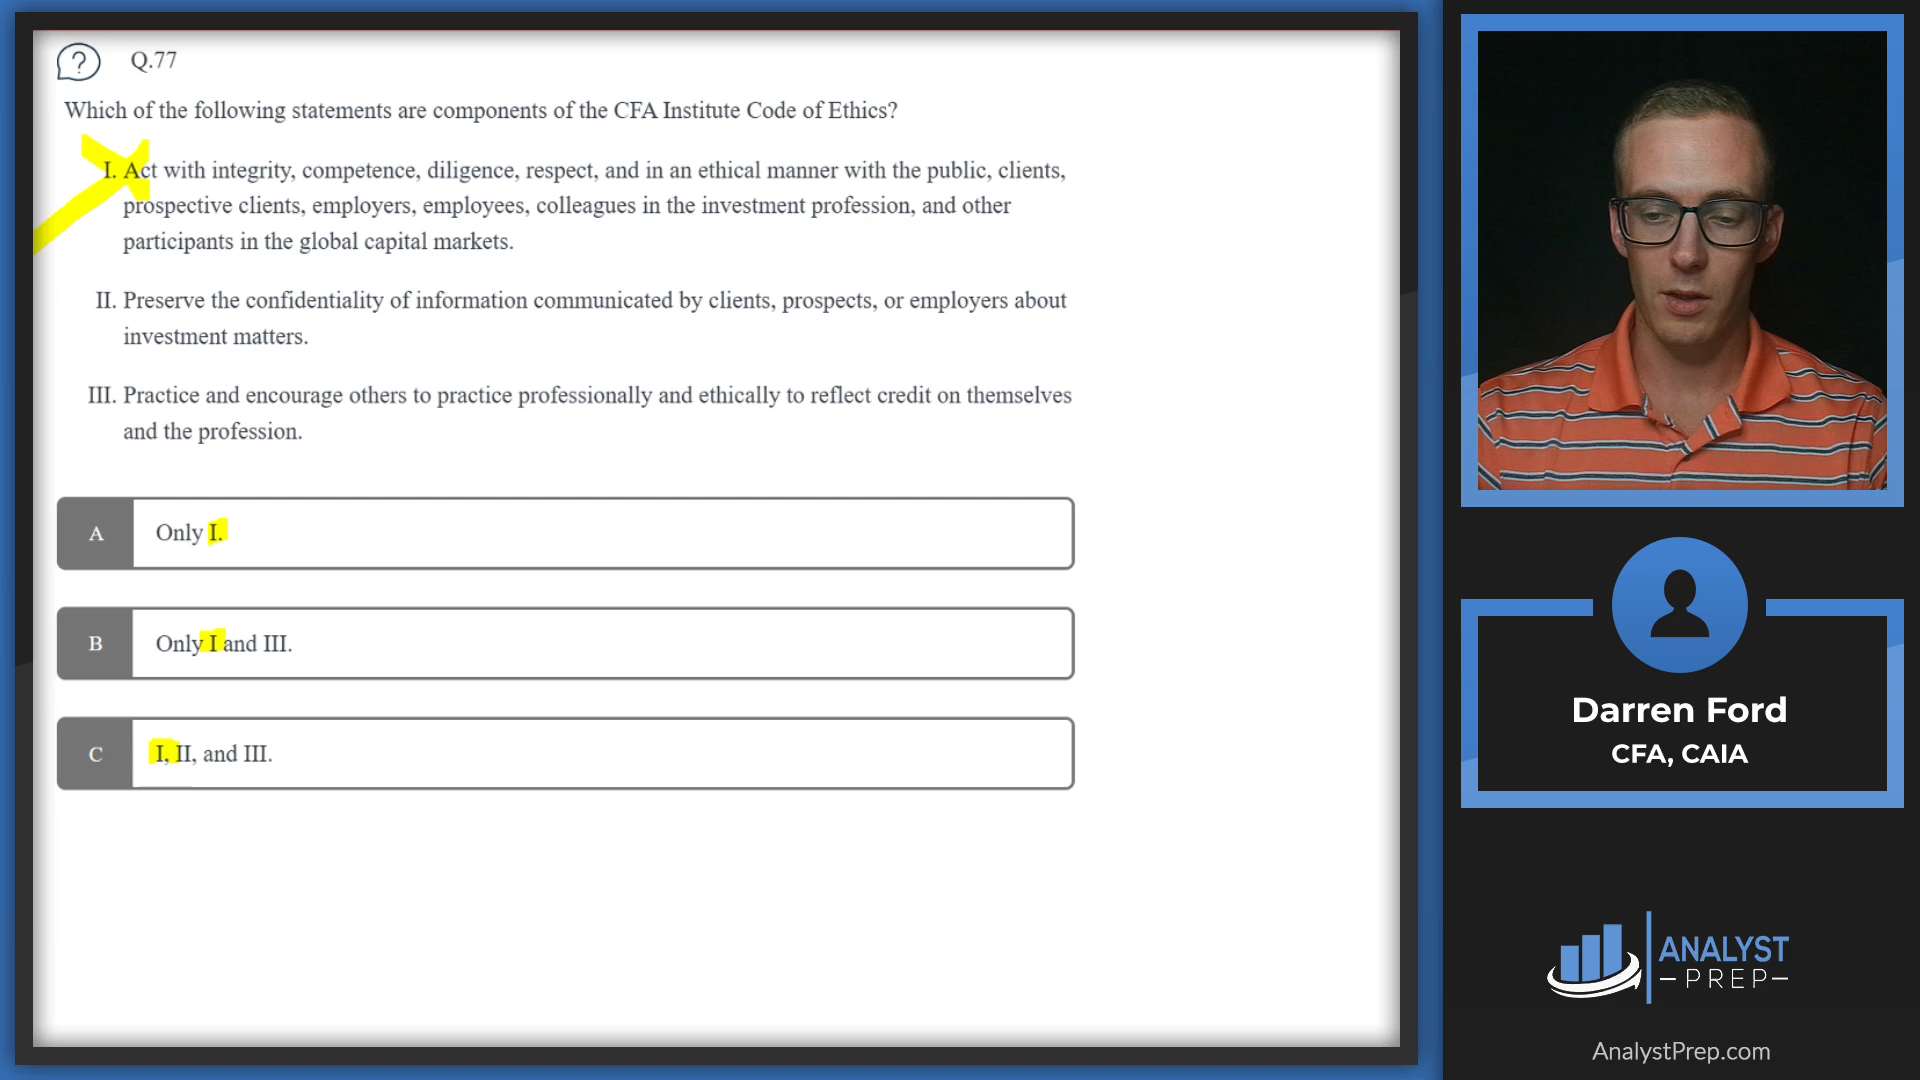 Q.77
Which of the following statements are components of the CFA Institute Code of Ethics?
I. Act with integrity, competence, diligence, respect, and in an ethical manner with the public, clients,
prospective clients, employers, employees, colleagues in the investment profession, and other
participants in the global capital markets.
II. Preserve the confidentiality of information communicated by clients, prospects, or employers about
investment matters.
III. Practice and encourage others to practice professionally and ethically to reflect credit on themselves
and the profession.
A Only I.
B Only I and III.
C I, II, and III.
Darren Ford
CFA, CAIA
ANALYST
PREP
AnalystPrep.com